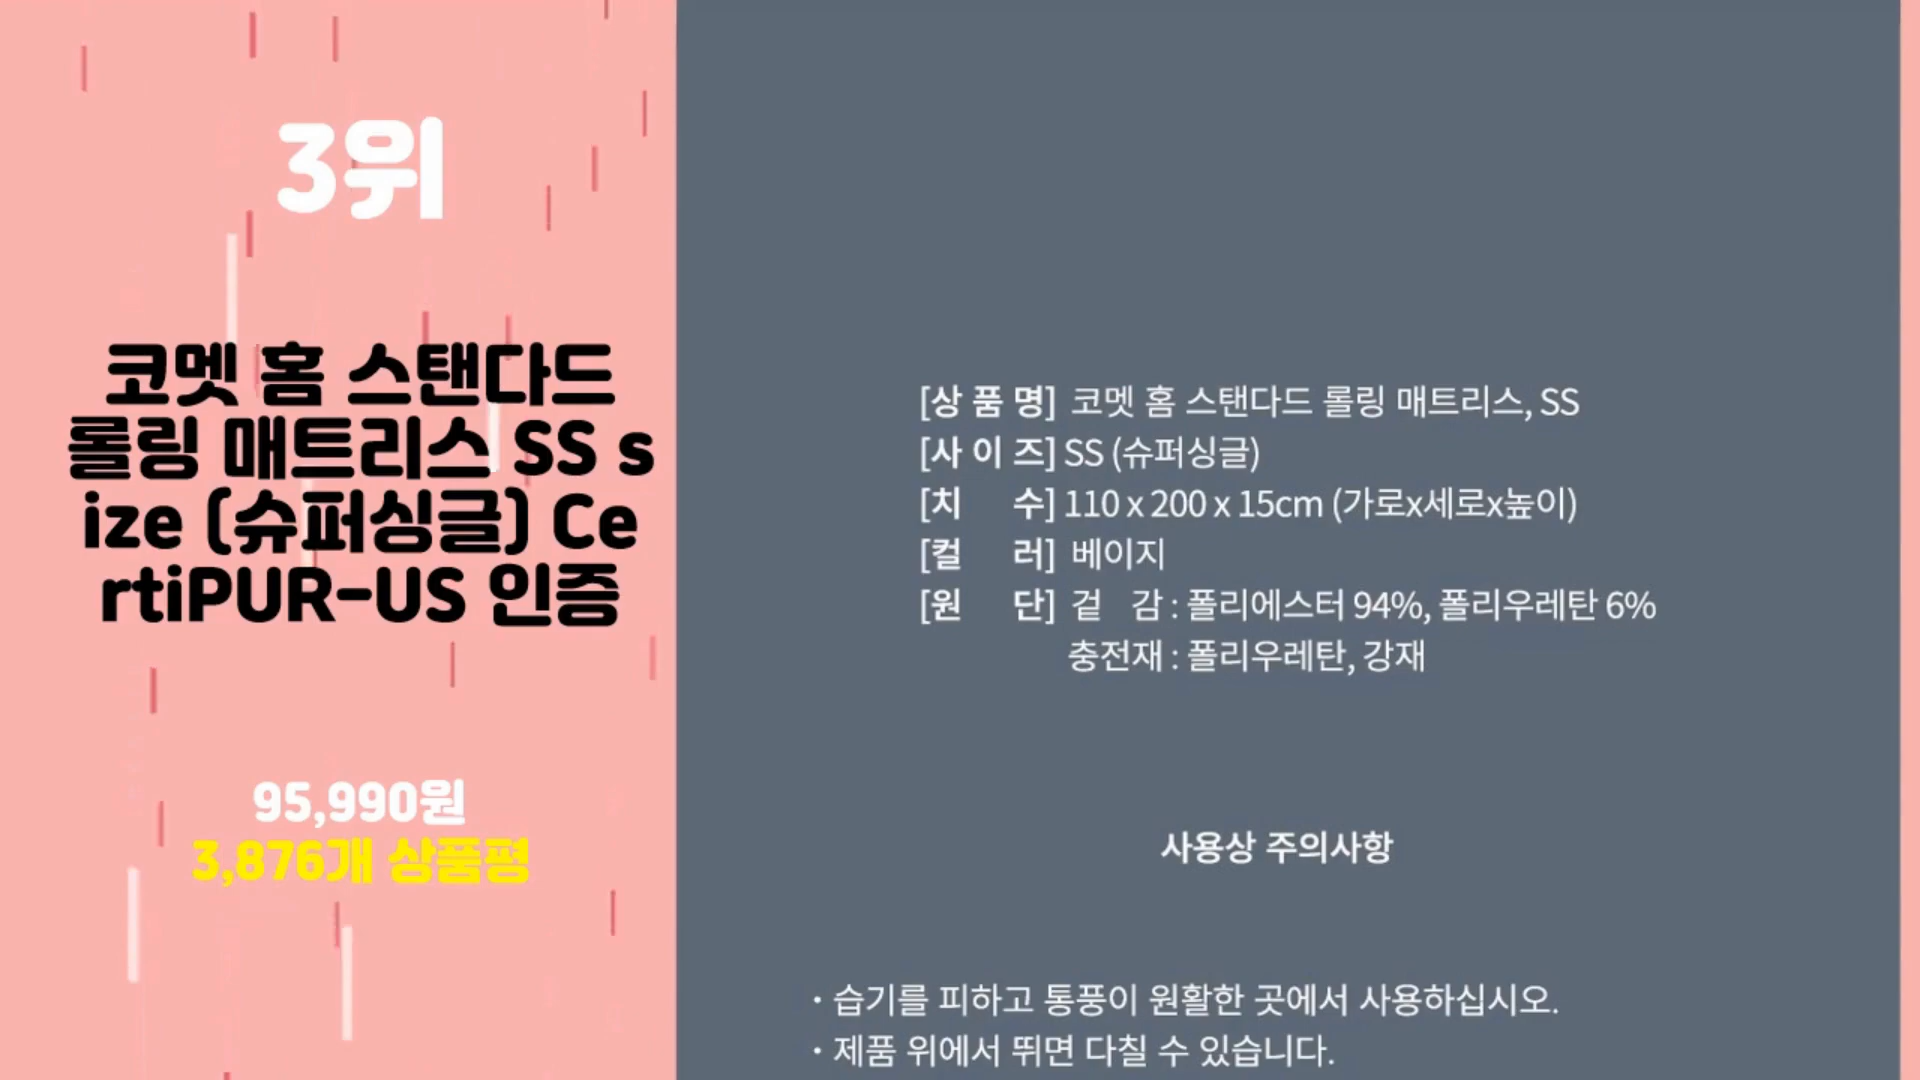 3위
코멧 홈 스탠다드
롤링 매트리스 SS s
ize (슈퍼싱글) Ce
rtiPUR-US 인증
95,990원
3,876개 상품평
[상 품 명] 코멧 홈 스탠다드 롤링 매트리스, SS
[사 이 즈] SS (슈퍼싱글)
[치 수] 110 x 200 x 15cm (가로x세로x높이)
[컬 러] 베이지
[원 단] 겉 감 : 폴리에스터 94%, 폴리우레탄 6%
충전재 : 폴리우레탄, 강재
사용상 주의사항
· 습기를 피하고 통풍이 원활한 곳에서 사용하십시오.
· 제품 위에서 뛰면 다칠 수 있습니다.